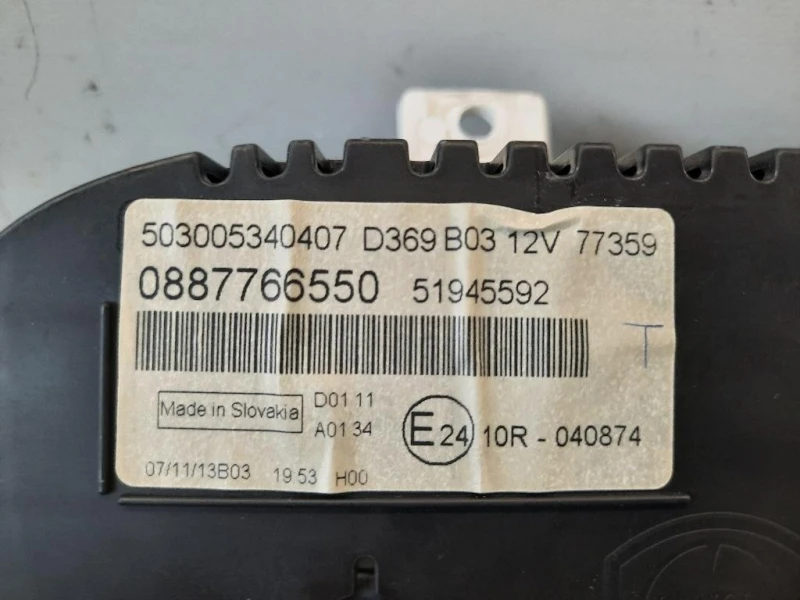 503005340407 D369 B03 12V 77359
0887766550 51945592
T
Made in Slovakia D01 11
A01 34
E24 10R - 040874
07/11/13B03 19 53 H00